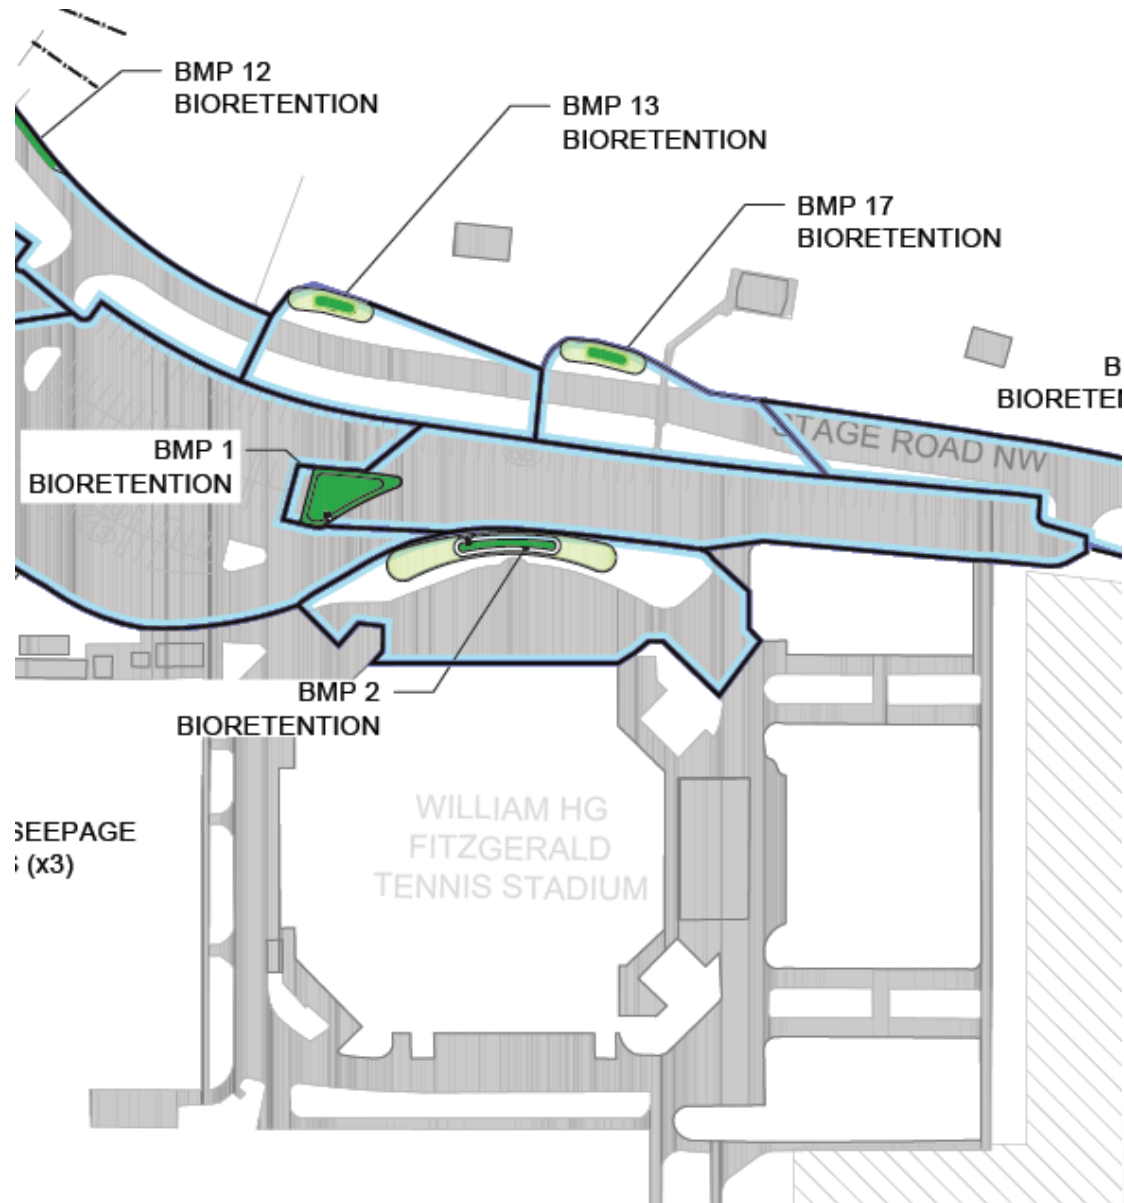 BMP 12
BIORETENTION
BMP 13
BIORETENTION
BMP 17
BIORETENTION
B
BIORETEN
STAGE ROAD NW
BMP 1
BIORETENTION
BMP 2
BIORETENTION
WILLIAM HG
FITZGERALD
TENNIS STADIUM
SEEPAGE
(x3)